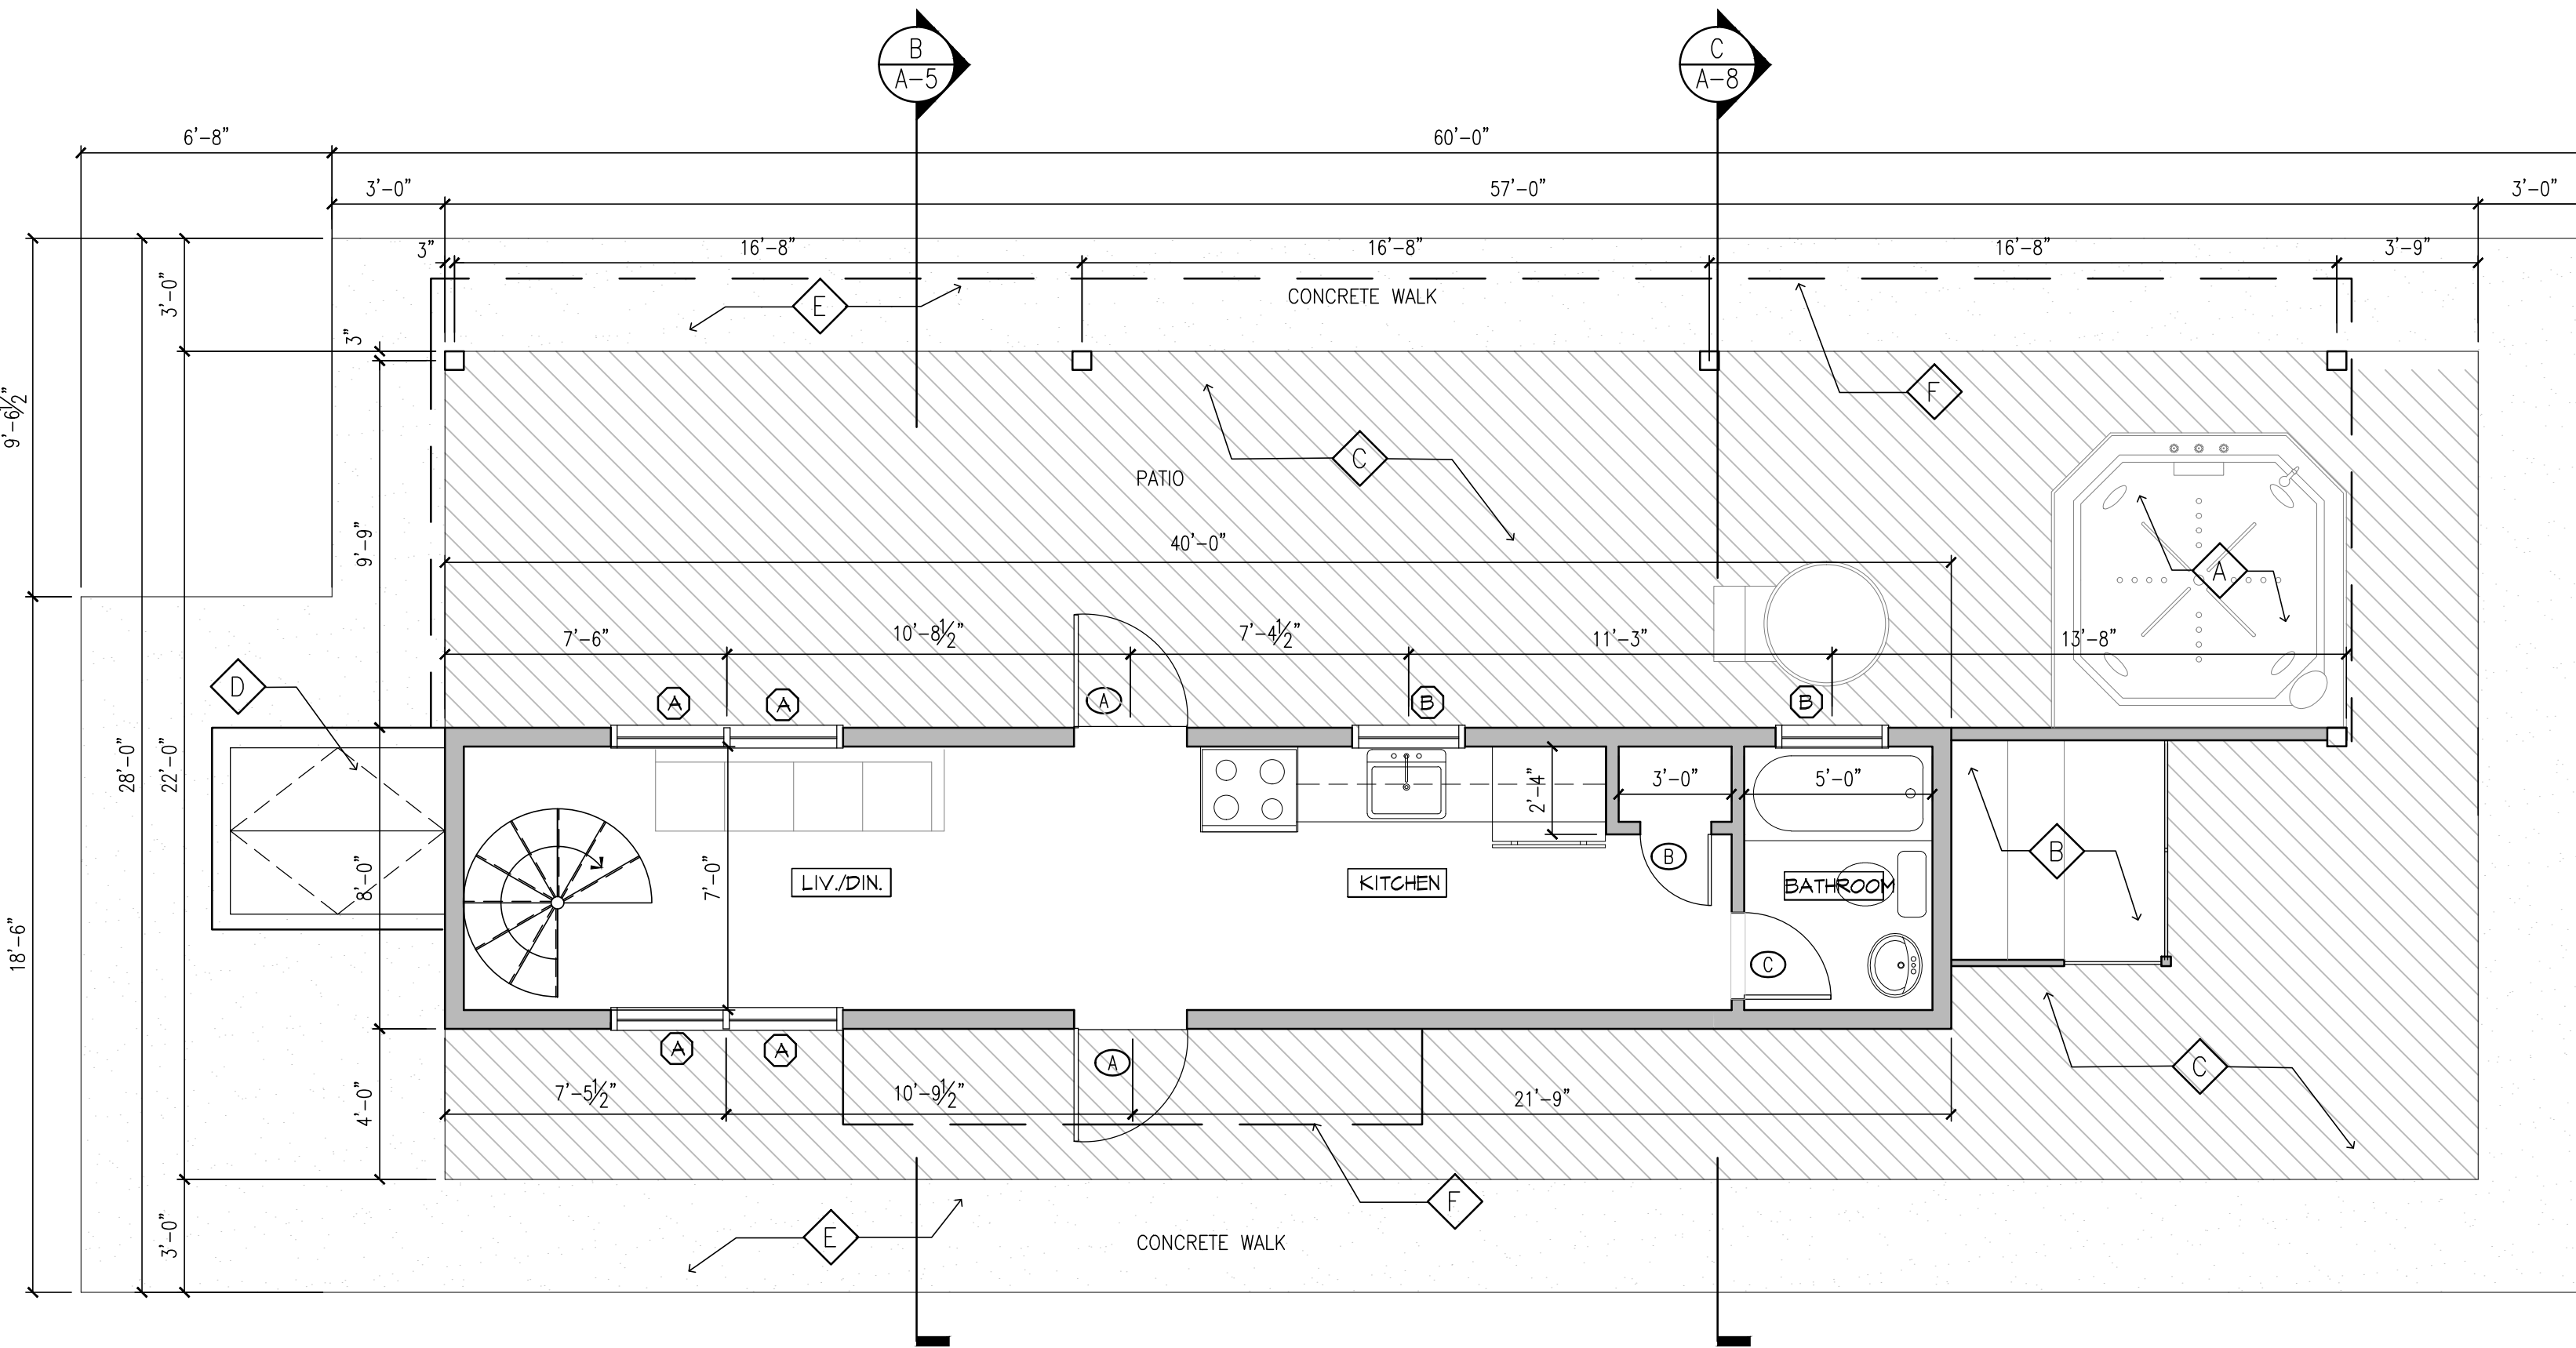 B
A-5
C
A-8
6'-8"
60'-0"
3'-0"
57'-0"
3'-0"
3"
16'-8"
16'-8"
16'-8"
3'-9"
3'-0"
E
CONCRETE WALK
3"
F
9'-6½"
C
PATIO
9'-9"
40'-0"
A
7'-6"
10'-8½"
7'-4½"
11'-3"
13'-8"
D
A
A
A
B
B
28'-0"
22'-0"
2'-4"
3'-0"
5'-0"
8'-0"
7'-0"
B
B
LIV./DIN.
KITCHEN
BATHROOM
18'-6"
C
A
A
A
C
4'-0"
7'-5½"
10'-9½"
21'-9"
F
3'-0"
E
CONCRETE WALK